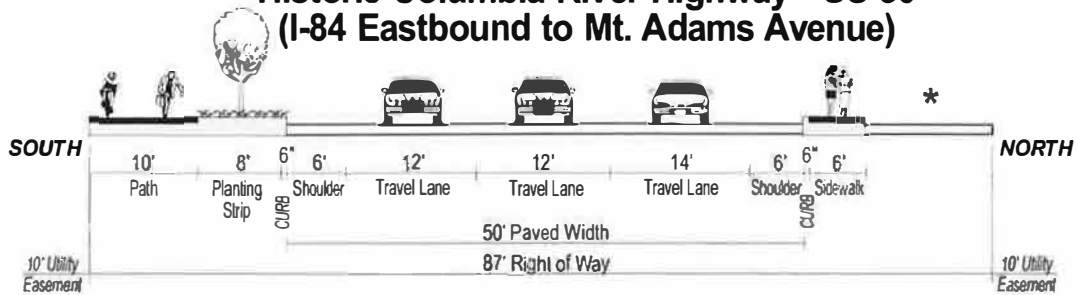 (I-84 Eastbound to Mt. Adams Avenue)
*
SOUTH
NORTH
10' 8' 6" 6' 12' 12' 14' 6' 6" 6'
Path Planting Strip CURB Shoulder Travel Lane Travel Lane Travel Lane Shoulder CURB Sidewalk
50' Paved Width
87' Right of Way
10' Utility Easement
10' Utility Easement